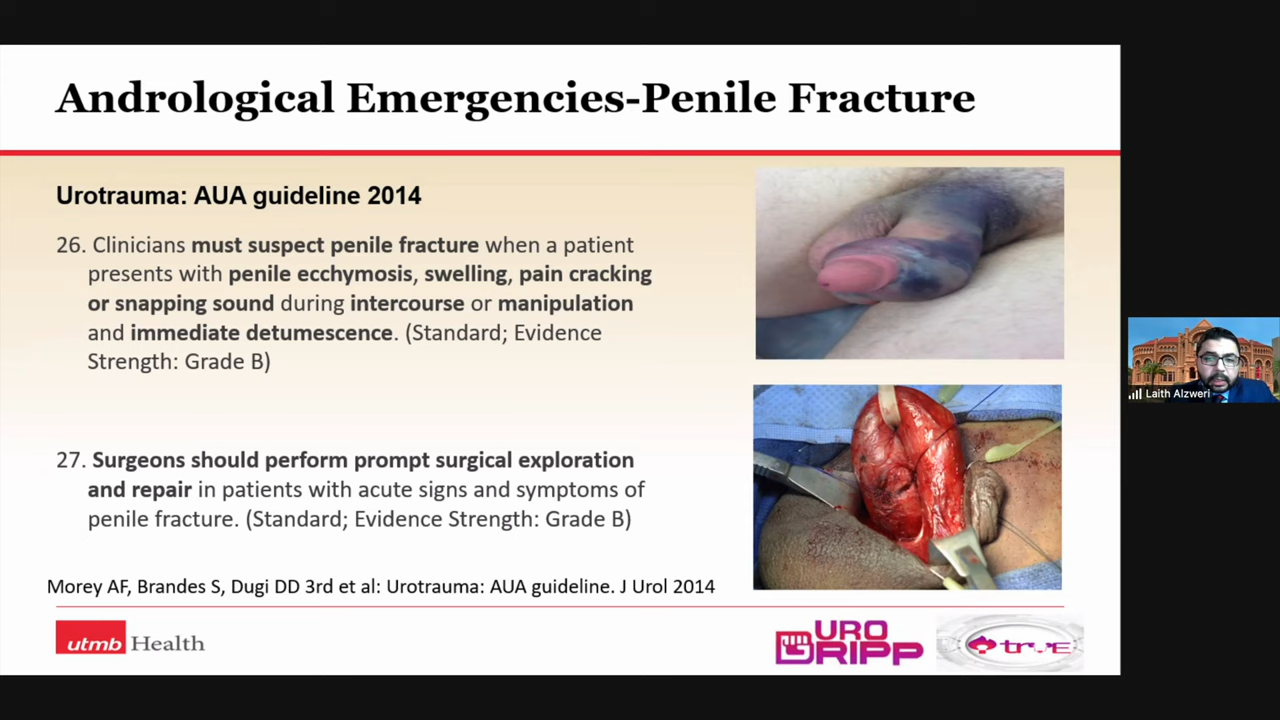 Andrological Emergencies-Penile Fracture
Urotrauma: AUA guideline 2014
26. Clinicians must suspect penile fracture when a patient
presents with penile ecchymosis, swelling, pain cracking
or snapping sound during intercourse or manipulation
and immediate detumescence. (Standard; Evidence
Strength: Grade B)
27. Surgeons should perform prompt surgical exploration
and repair in patients with acute signs and symptoms of
penile fracture. (Standard; Evidence Strength: Grade B)
Morey AF, Brandes S, Dugi DD 3rd et al: Urotrauma: AUA guideline. J Urol 2014
utmb Health
URO
GRIPP
true
Laith Alzweri